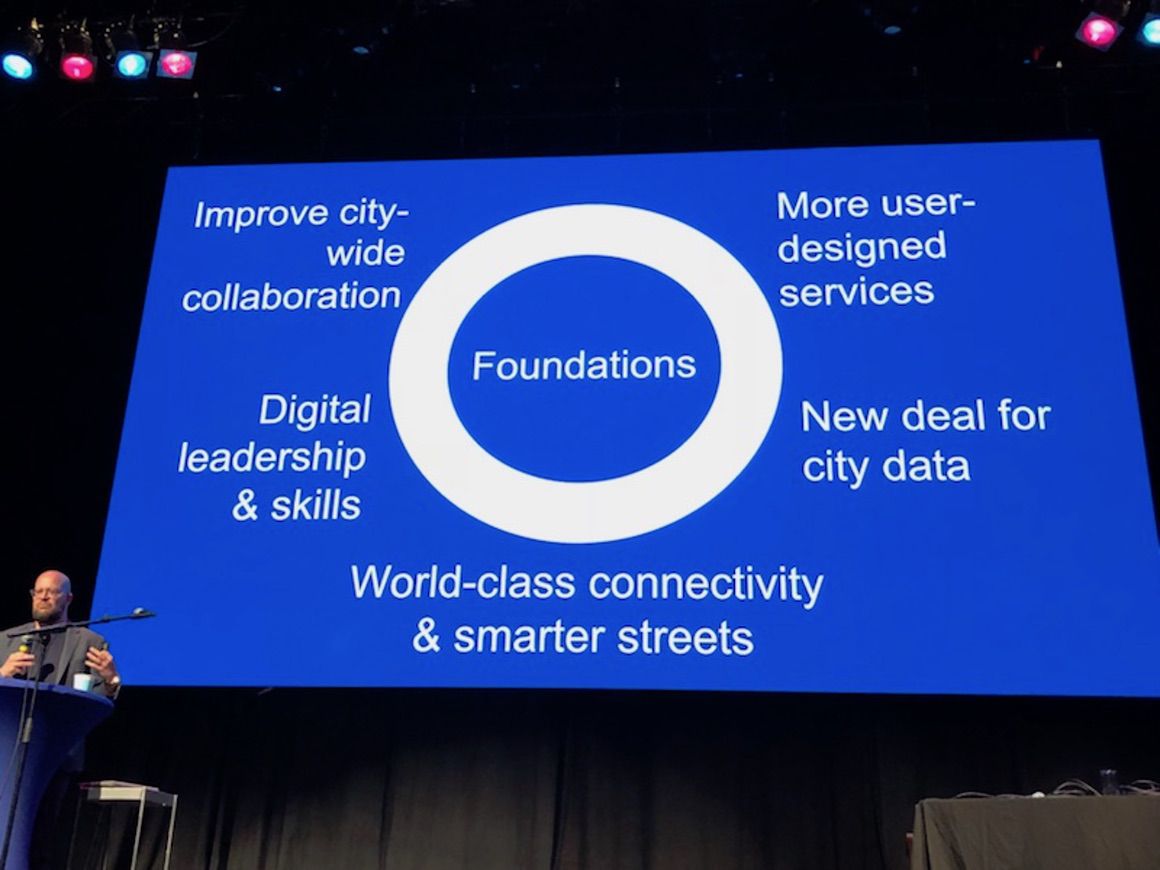 Improve city-
wide
collaboration
More user-
designed
services
Foundations
Digital
leadership
& skills
New deal for
city data
World-class connectivity
& smarter streets